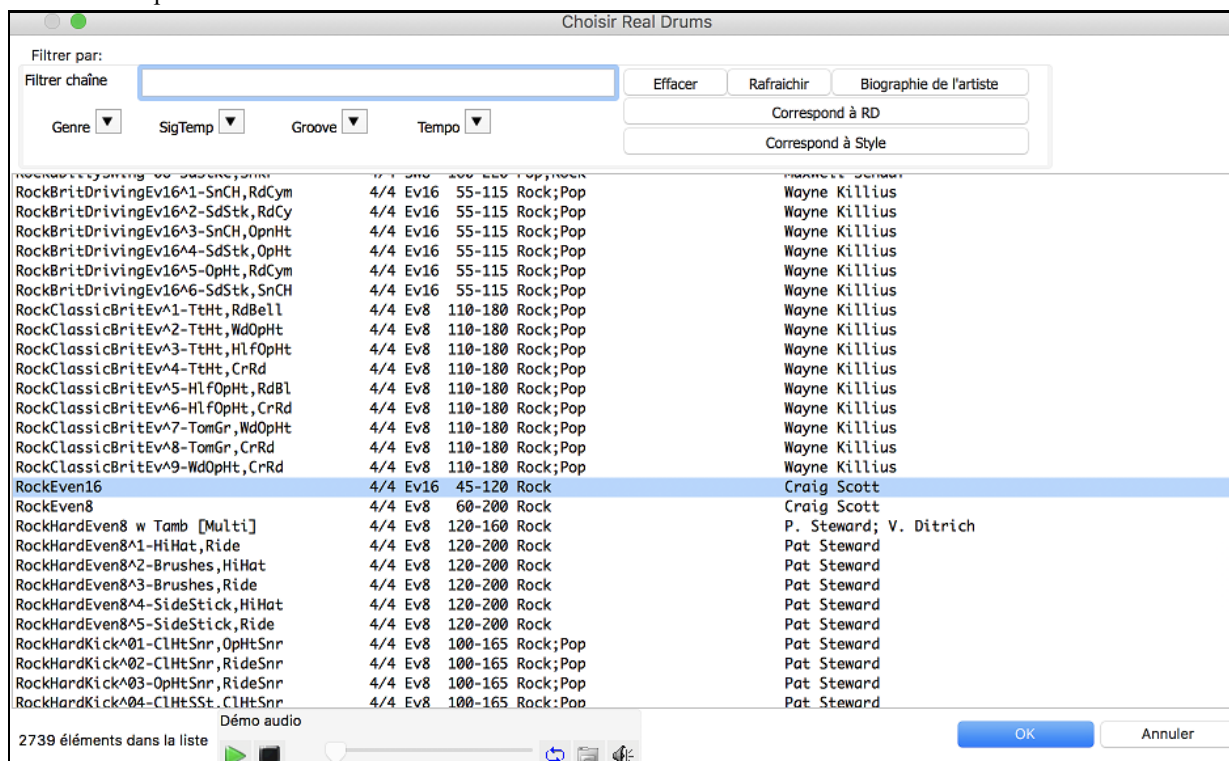 Choisir Real Drums
Filtrer par:
Filtrer chaîne Effacer Rafraichir Biographie de l'artiste
Genre SigTemp Groove Tempo Correspond à RD
Correspond à Style
RockBritDrivingEv16^1-SnCH,RdCym 4/4 Ev16 55-115 Rock;Pop Wayne Killius
RockBritDrivingEv16^2-SdStk,RdCy 4/4 Ev16 55-115 Rock;Pop Wayne Killius
RockBritDrivingEv16^3-SnCH,OpnHt 4/4 Ev16 55-115 Rock;Pop Wayne Killius
RockBritDrivingEv16^4-SdStk,OpHt 4/4 Ev16 55-115 Rock;Pop Wayne Killius
RockBritDrivingEv16^5-OpHt,RdCym 4/4 Ev16 55-115 Rock;Pop Wayne Killius
RockBritDrivingEv16^6-SdStk,SnCH 4/4 Ev16 55-115 Rock;Pop Wayne Killius
RockClassicBritEv^1-TtHt,RdBell 4/4 Ev8 110-180 Rock;Pop Wayne Killius
RockClassicBritEv^2-TtHt,WdOpHt 4/4 Ev8 110-180 Rock;Pop Wayne Killius
RockClassicBritEv^3-TtHt,HlfOpHt 4/4 Ev8 110-180 Rock;Pop Wayne Killius
RockClassicBritEv^4-TtHt,CrRd 4/4 Ev8 110-180 Rock;Pop Wayne Killius
RockClassicBritEv^5-HlfOpHt,RdBl 4/4 Ev8 110-180 Rock;Pop Wayne Killius
RockClassicBritEv^6-HlfOpHt,CrRd 4/4 Ev8 110-180 Rock;Pop Wayne Killius
RockClassicBritEv^7-TomGr,WdOpHt 4/4 Ev8 110-180 Rock;Pop Wayne Killius
RockClassicBritEv^8-TomGr,CrRd 4/4 Ev8 110-180 Rock;Pop Wayne Killius
RockClassicBritEv^9-WdOpHt,CrRd 4/4 Ev8 110-180 Rock;Pop Wayne Killius
RockEven16 4/4 Ev16 45-120 Rock Craig Scott
RockEven8 4/4 Ev8 60-200 Rock Craig Scott
RockHardEven8 w Tamb [Multi] 4/4 Ev8 120-160 Rock P. Steward; V. Ditrich
RockHardEven8^1-HiHat,Ride 4/4 Ev8 120-200 Rock Pat Steward
RockHardEven8^2-Brushes,HiHat 4/4 Ev8 120-200 Rock Pat Steward
RockHardEven8^3-Brushes,Ride 4/4 Ev8 120-200 Rock Pat Steward
RockHardEven8^4-SideStick,HiHat 4/4 Ev8 120-200 Rock Pat Steward
RockHardEven8^5-SideStick,Ride 4/4 Ev8 120-200 Rock Pat Steward
RockHardKick^01-ClHtSnr,OpHtSnr 4/4 Ev8 100-165 Rock;Pop Pat Steward
RockHardKick^02-ClHtSnr,RideSnr 4/4 Ev8 100-165 Rock;Pop Pat Steward
RockHardKick^03-OpHtSnr,RideSnr 4/4 Ev8 100-165 Rock;Pop Pat Steward
RockHardKick^04-ClHtSSt,ClHtSnr 4/4 Ev8 100-165 Rock;Pop Pat Steward
Démo audio
2739 éléments dans la liste OK Annuler